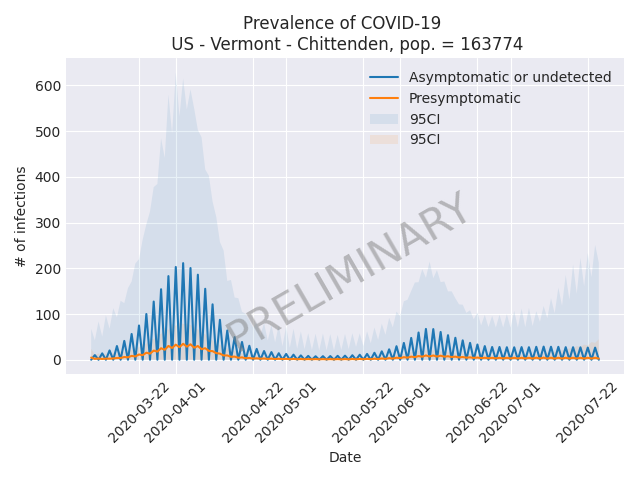 Prevalence of COVID-19
US - Vermont - Chittenden, pop. = 163774
Asymptomatic or undetected
Presymptomatic
95CI
95CI
# of infections
600
500
400
300
200
100
0
PRELIMINARY
2020-03-22
2020-04-01
2020-04-22
2020-05-01
2020-05-22
2020-06-01
2020-06-22
2020-07-01
2020-07-22
Date